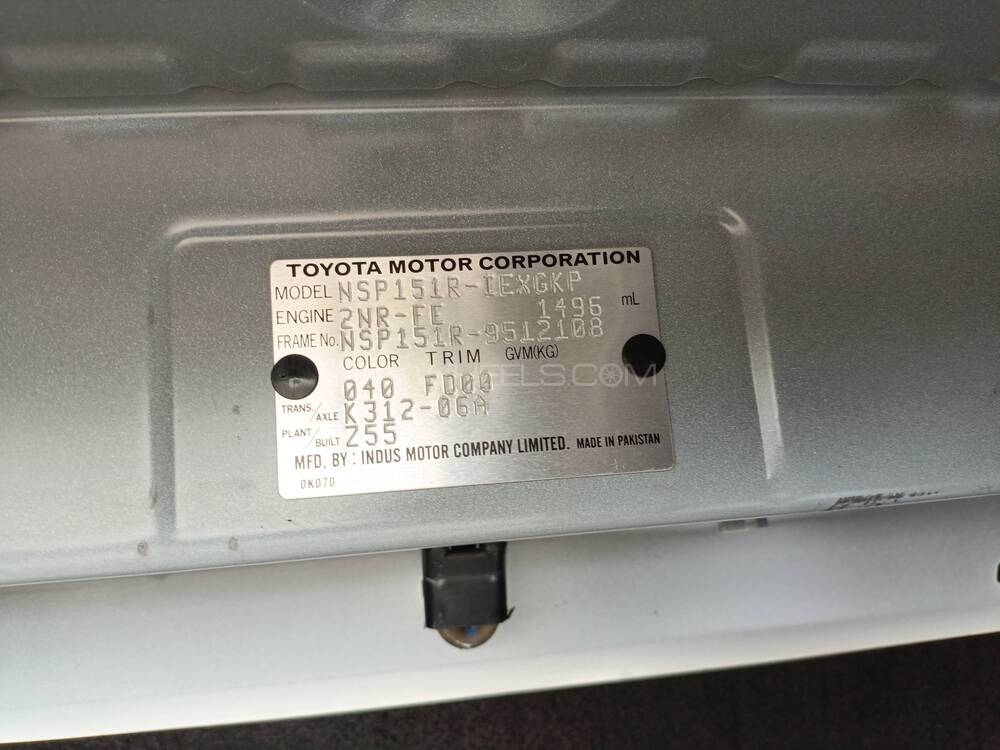 TOYOTA MOTOR CORPORATION
MODEL NSP151R-IEXGKP
ENGINE 2NR-FE 1496 mL
FRAME No. NSP151R-9512108
COLOR TRIM GVM(KG)
040 FD00
TRANS./AXLE K312-06A
PLANT/BUILT Z55
MFD, BY : INDUS MOTOR COMPANY LIMITED. MADE IN PAKISTAN
0K070